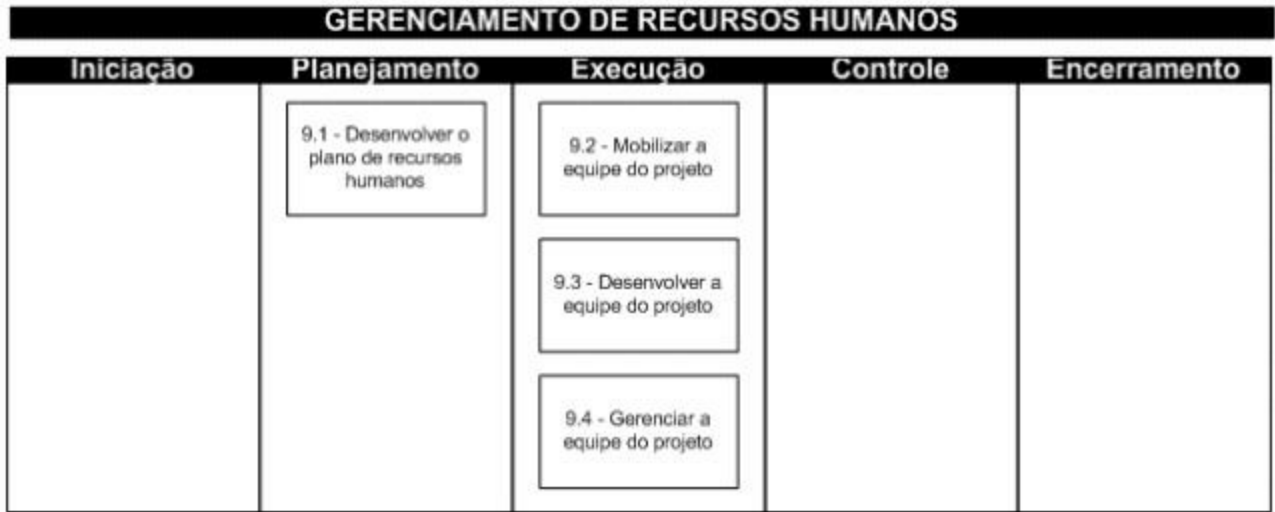 GERENCIAMENTO DE RECURSOS HUMANOS
Iniciação
Planejamento
Execução
Controle
Encerramento
9.1 - Desenvolver o
plano de recursos
humanos
9.2 - Mobilizar a
equipe do projeto
9.3 - Desenvolver a
equipe do projeto
9.4 - Gerenciar a
equipe do projeto